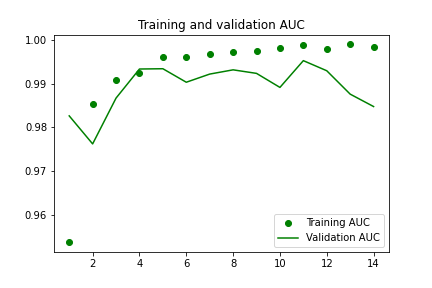 Training and validation AUC
1.00
0.99
0.98
0.97
0.96
Training AUC
Validation AUC
2 4 6 8 10 12 14